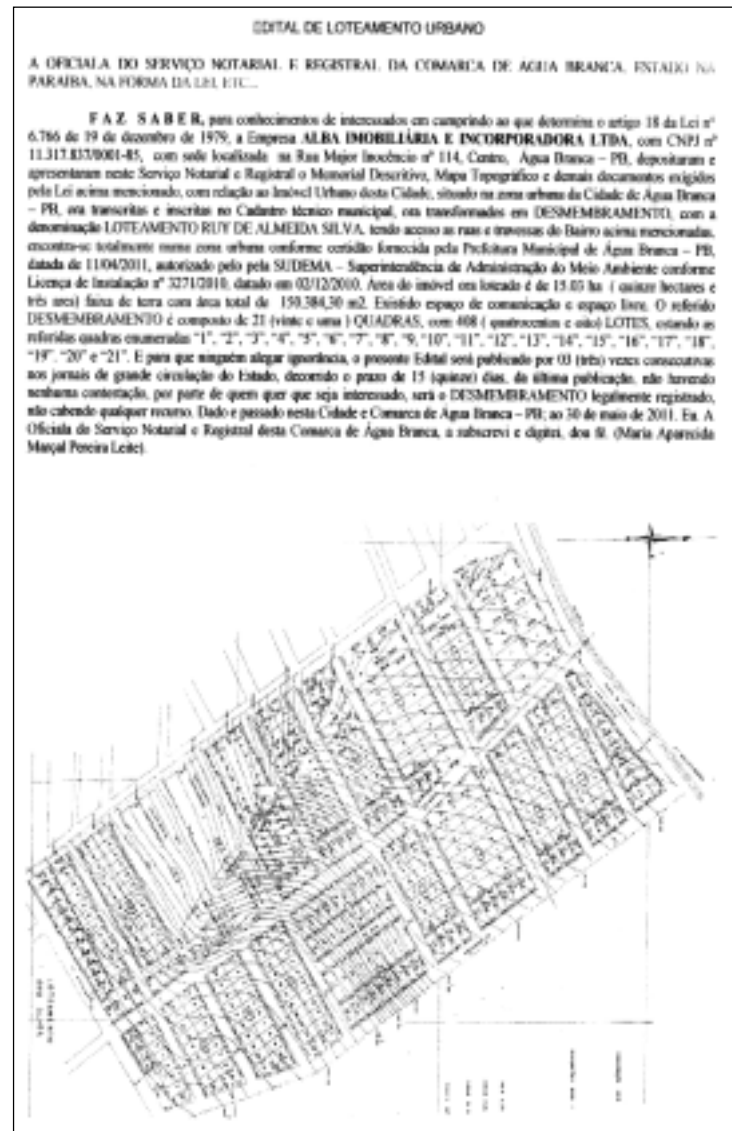 EDITAL DE LOTEAMENTO URBANO
A OFICIALA DO SERVIÇO NOTARIAL E REGISTRAL DA COMARCA DE AGUA BRANCA, ESTADO NA
PARAIBA, NA FORMA DA LEI, ETC...
F A Z S A B E R, para conhecimentos de interessados em cumprindo ao que determina o artigo 18 da Lei nº
6.766 de 19 de dezembro de 1979, a Empresa ALBA IMOBILIÁRIA E INCORPORADORA LTDA, com CNPJ nº
11.317.837/0001-85, com sede localizada na Rua Major Inocêncio nº 114, Centro, Água Branca – PB, depositaram e
apresentaram neste Serviço Notarial e Registral o Memorial Descritivo, Mapa Topográfico e demais documentos exigidos
pela Lei acima mencionado, com relação ao Imóvel Urbano desta Cidade, situado na zona urbana da Cidade de Água Branca
– PB, ora transcritas e inscritas no Cadastro técnico municipal, ora transformados em DESMEMBRAMENTO, com a
denominação LOTEAMENTO RUY DE ALMEIDA SILVA, tendo acesso as ruas e travessas do Bairro acima mencionadas,
encontra-se totalmente numa zona urbana conforme certidão fornecida pela Prefeitura Municipal de Água Branca – PB,
datada de 11/04/2011, autorizado pelo pela SUDEMA – Superintendência de Administração do Meio Ambiente conforme
Licença de Instalação nº 3271/2010, datado em 02/12/2010. Área do imóvel em loteado é de 15.03 ha ( quinze hectares e
três ares) faixa de terra com área total de 150.384,30 m2. Existido espaço de comunicação e espaço livre. O referido
DESMEMBRAMENTO é composto de 21 (vinte e uma ) QUADRAS, com 408 ( quatrocentos e oito) LOTES, estando as
referidas quadras enumeradas "1", "2", "3", "4", "5", "6", "7", "8", "9", "10", "11", "12", "13", "14", "15", "16", "17", "18",
"19", "20" e "21". E para que ninguém alegar ignorância, o presente Edital será publicado por 03 (três) vezes consecutivas
nos jornais de grande circulação do Estado, decorrido o prazo de 15 (quinze) dias, da última publicação, não havendo
nenhuma contestação, por parte de quem quer que seja interessado, será o DESMEMBRAMENTO legalmente registrado,
não cabendo qualquer recurso. Dado e passado nesta Cidade e Comarca de Água Branca – PB; ao 30 de maio de 2011. Eu. A
Oficiala do Serviço Notarial e Registral desta Comarca de Água Branca, a subscrevi e digitei, dou fé. (Maria Aparecida
Marçal Pereira Leite).
LOTEAMENTO